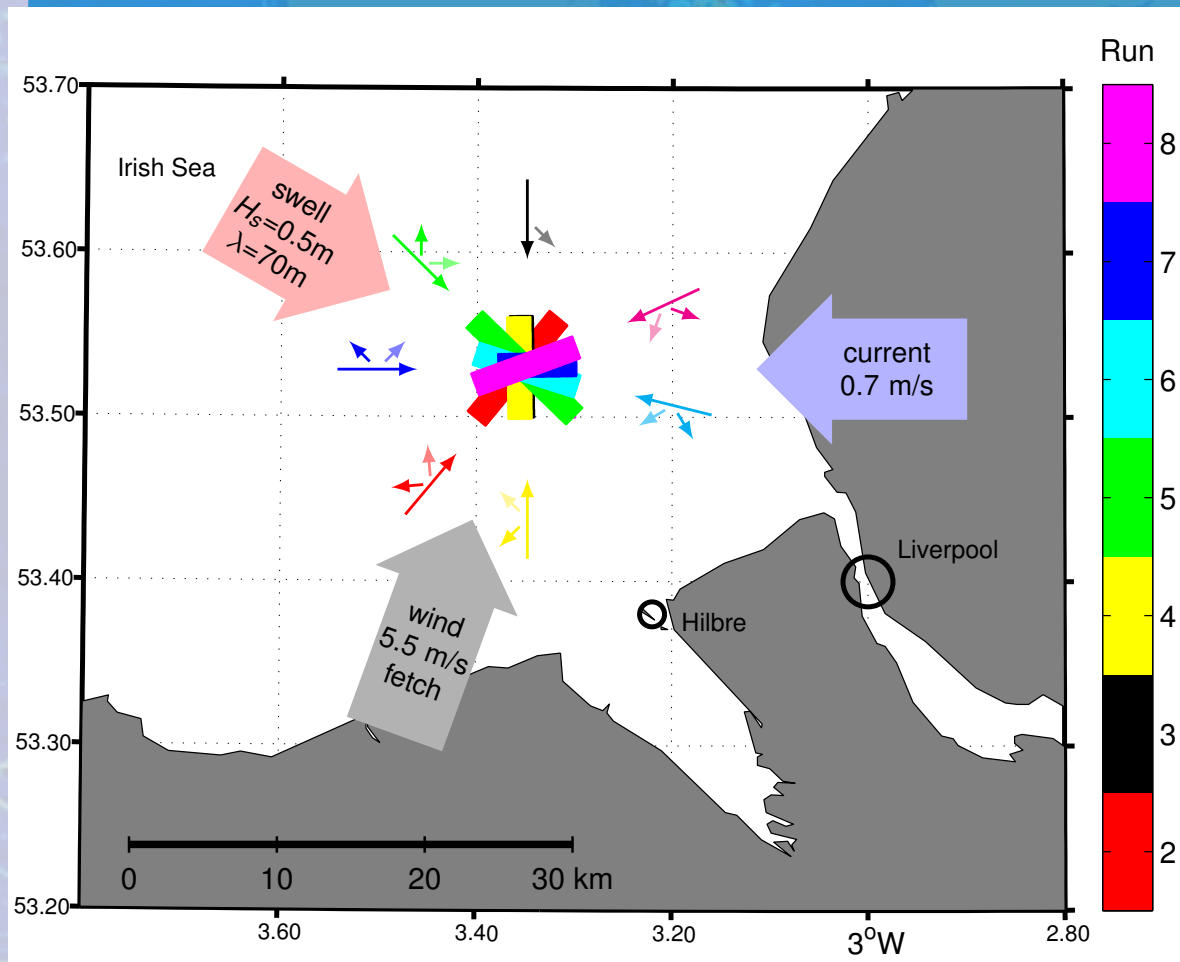 Run
53.70
Irish Sea
swell
Hs=0.5m
λ=70m
8
53.60
7
current
0.7 m/s
6
53.50
5
Liverpool
53.40
4
Hilbre
wind
5.5 m/s
fetch
53.30
3
2
0 10 20 30 km
53.20
3.60 3.40 3.20 3°W 2.80